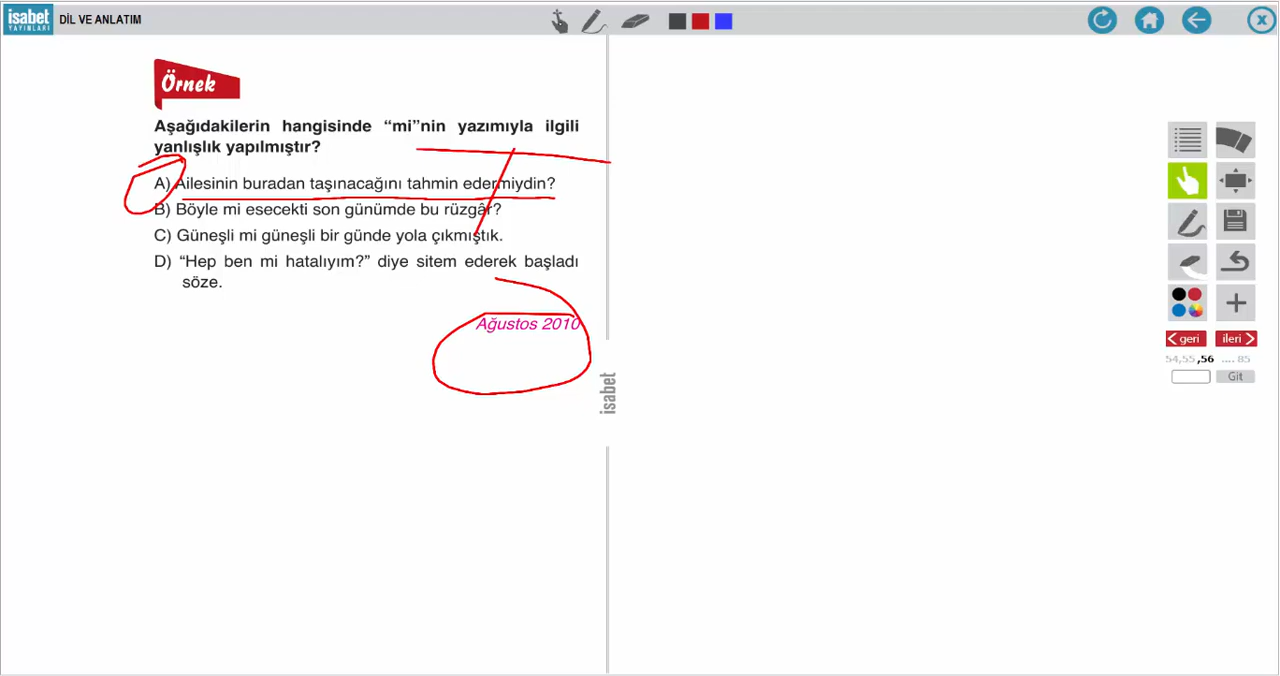 isabet
YAYINLARI
DİL VE ANLATIM
Örnek
Aşağıdakilerin hangisinde “mi”nin yazımıyla ilgili
yanlışlık yapılmıştır?
A) Ailesinin buradan taşınacağını tahmin edermiydin?
B) Böyle mi esecekti son günümde bu rüzgâr?
C) Güneşli mi güneşli bir günde yola çıkmıştık.
D) “Hep ben mi hatalıyım?” diye sitem ederek başladı
söze.
Ağustos 2010
isabet
geri
ileri
54,55,56 .... 85
Git